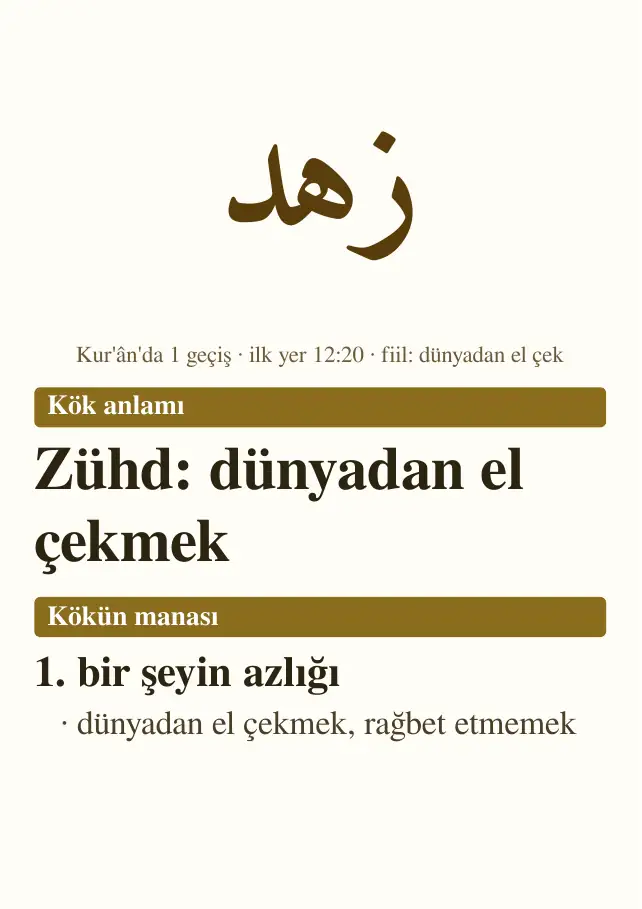 زهد
Kur'ân'da 1 geçiş · ilk yer 12:20 · fiil: dünyadan el çek
Kök anlamı
Zühd: dünyadan el
çekmek
Kökün manası
1. bir şeyin azlığı
· dünyadan el çekmek, rağbet etmemek